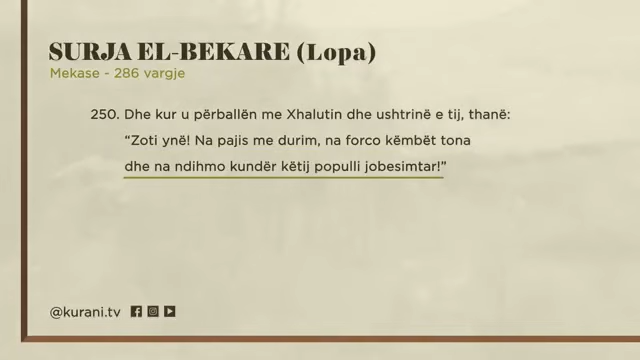 SURJA EL-BEKARE (Lopa)
Mekase - 286 vargje
250. Dhe kur u përballën me Xhalutin dhe ushtrinë e tij, thanë:
“Zoti ynë! Na pajis me durim, na forco këmbët tona
dhe na ndihmo kundër këtij populli jobesimtar!”
@kurani.tv